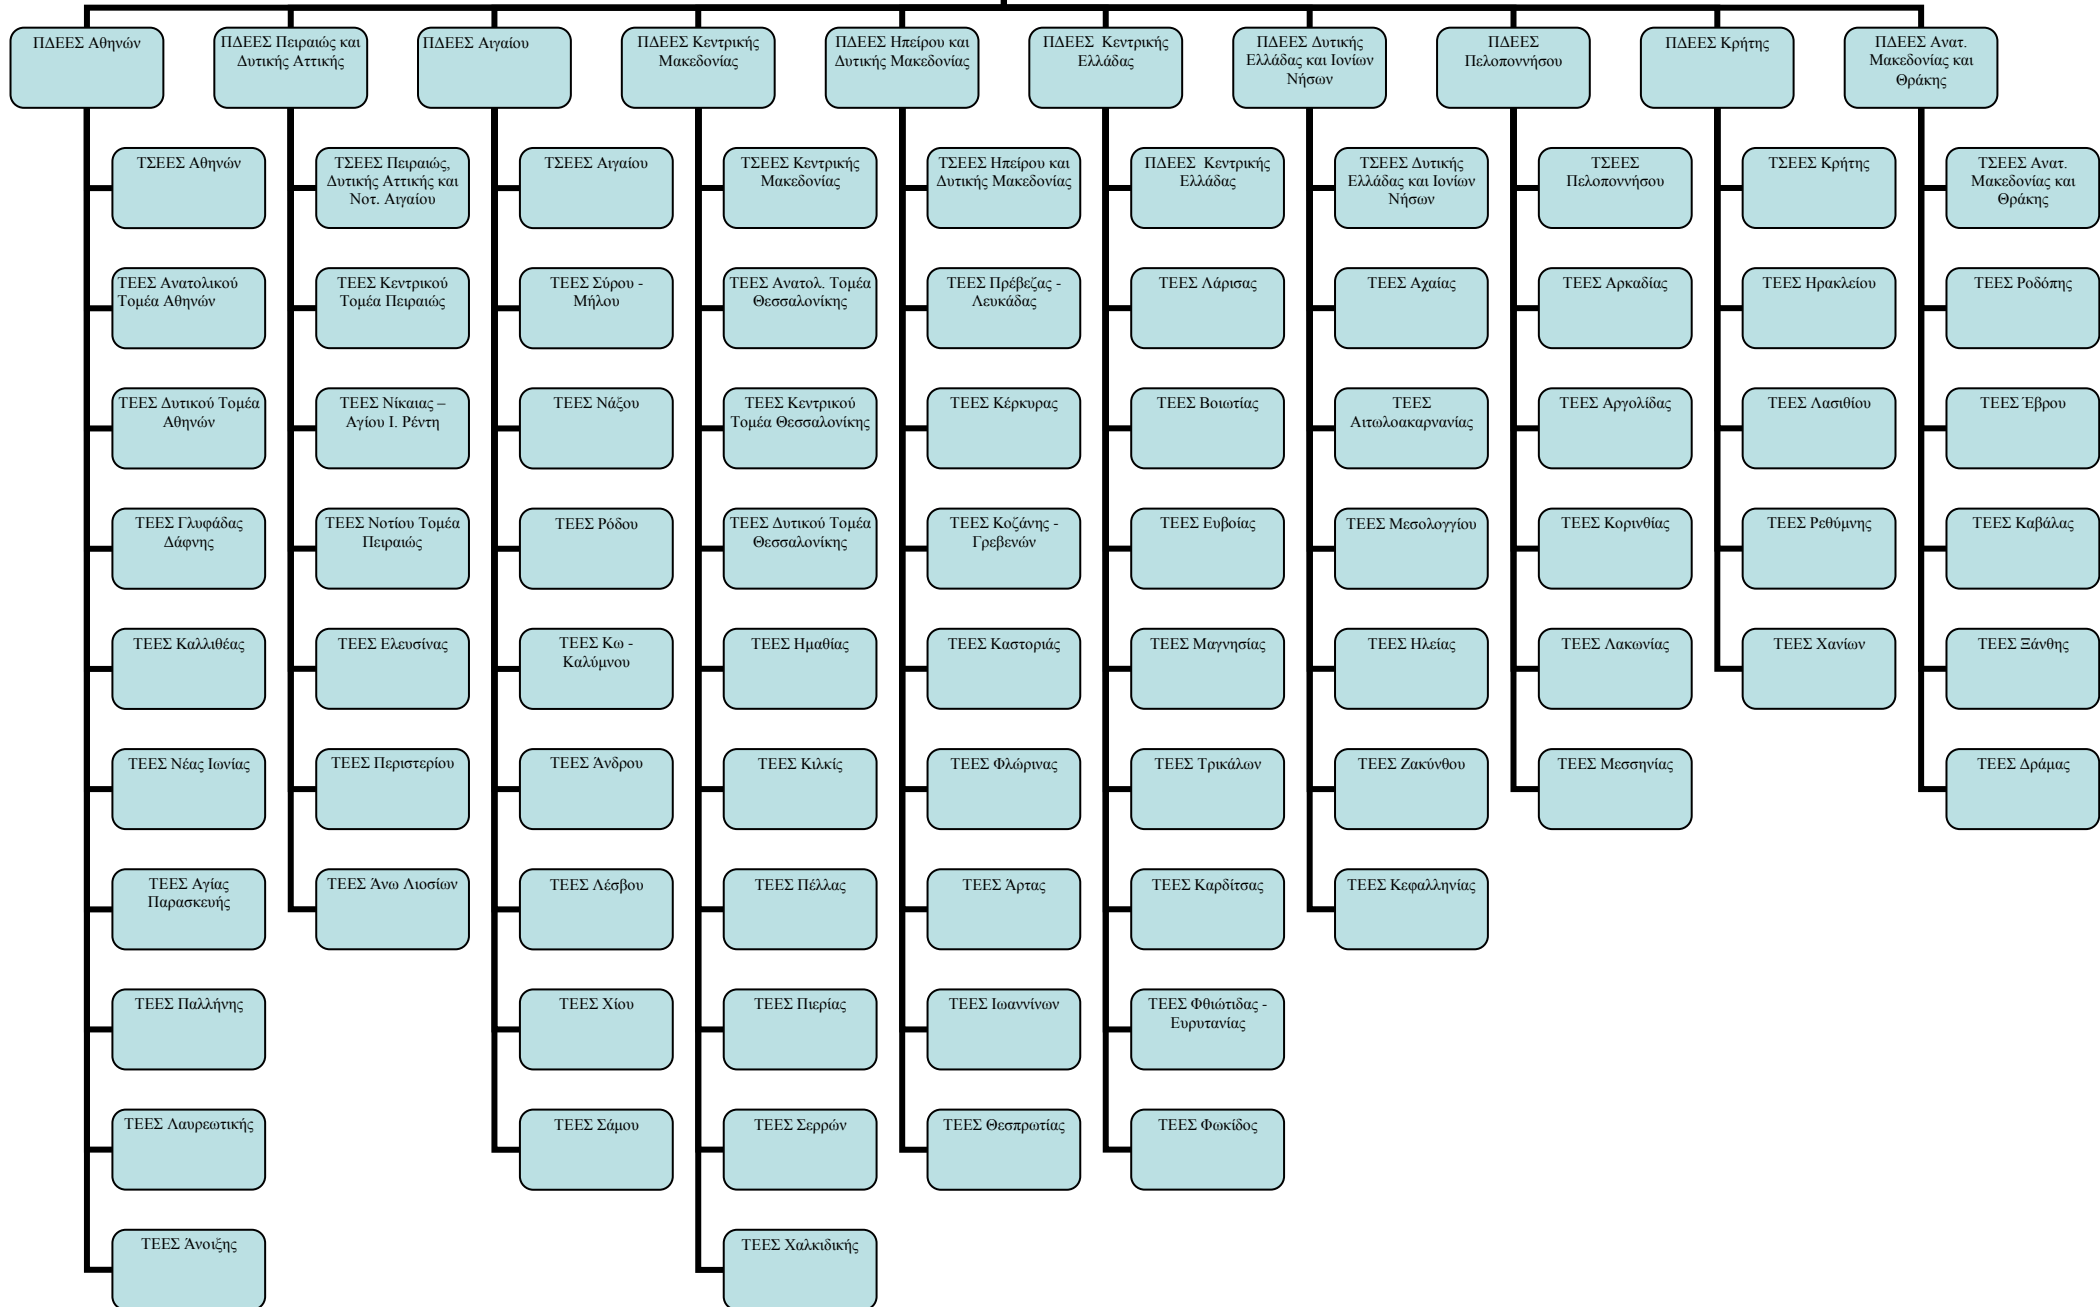 ΠΔΕΕΣ Αθηνών
ΠΔΕΕΣ Πειραιώς και
Δυτικής Αττικής
ΠΔΕΕΣ Αιγαίου
ΠΔΕΕΣ Κεντρικής
Μακεδονίας
ΠΔΕΕΣ Ηπείρου και
Δυτικής Μακεδονίας
ΠΔΕΕΣ Κεντρικής
Ελλάδας
ΠΔΕΕΣ Δυτικής
Ελλάδας και Ιονίων
Νήσων
ΠΔΕΕΣ
Πελοποννήσου
ΠΔΕΕΣ Κρήτης
ΠΔΕΕΣ Ανατ.
Μακεδονίας και
Θράκης
ΤΣΕΕΣ Αθηνών
ΤΣΕΕΣ Πειραιώς,
Δυτικής Αττικής και
Νοτ. Αιγαίου
ΤΣΕΕΣ Αιγαίου
ΤΣΕΕΣ Κεντρικής
Μακεδονίας
ΤΣΕΕΣ Ηπείρου και
Δυτικής Μακεδονίας
ΠΔΕΕΣ Κεντρικής
Ελλάδας
ΤΣΕΕΣ Δυτικής
Ελλάδας και Ιονίων
Νήσων
ΤΣΕΕΣ
Πελοποννήσου
ΤΣΕΕΣ Κρήτης
ΤΣΕΕΣ Ανατ.
Μακεδονίας και
Θράκης
ΤΕΕΣ Ανατολικού
Τομέα Αθηνών
ΤΕΕΣ Κεντρικού
Τομέα Πειραιώς
ΤΕΕΣ Σύρου -
Μήλου
ΤΕΕΣ Ανατολ. Τομέα
Θεσσαλονίκης
ΤΕΕΣ Πρέβεζας -
Λευκάδας
ΤΕΕΣ Λάρισας
ΤΕΕΣ Αχαίας
ΤΕΕΣ Αρκαδίας
ΤΕΕΣ Ηρακλείου
ΤΕΕΣ Ροδόπης
ΤΕΕΣ Δυτικού Τομέα
Αθηνών
ΤΕΕΣ Νίκαιας –
Αγίου Ι. Ρέντη
ΤΕΕΣ Νάξου
ΤΕΕΣ Κεντρικού
Τομέα Θεσσαλονίκης
ΤΕΕΣ Κέρκυρας
ΤΕΕΣ Βοιωτίας
ΤΕΕΣ
Αιτωλοακαρνανίας
ΤΕΕΣ Αργολίδας
ΤΕΕΣ Λασιθίου
ΤΕΕΣ Έβρου
ΤΕΕΣ Γλυφάδας
Δάφνης
ΤΕΕΣ Νοτίου Τομέα
Πειραιώς
ΤΕΕΣ Ρόδου
ΤΕΕΣ Δυτικού Τομέα
Θεσσαλονίκης
ΤΕΕΣ Κοζάνης -
Γρεβενών
ΤΕΕΣ Ευβοίας
ΤΕΕΣ Μεσολογγίου
ΤΕΕΣ Κορινθίας
ΤΕΕΣ Ρεθύμνης
ΤΕΕΣ Καβάλας
ΤΕΕΣ Καλλιθέας
ΤΕΕΣ Ελευσίνας
ΤΕΕΣ Κω -
Καλύμνου
ΤΕΕΣ Ημαθίας
ΤΕΕΣ Καστοριάς
ΤΕΕΣ Μαγνησίας
ΤΕΕΣ Ηλείας
ΤΕΕΣ Λακωνίας
ΤΕΕΣ Χανίων
ΤΕΕΣ Ξάνθης
ΤΕΕΣ Νέας Ιωνίας
ΤΕΕΣ Περιστερίου
ΤΕΕΣ Άνδρου
ΤΕΕΣ Κιλκίς
ΤΕΕΣ Φλώρινας
ΤΕΕΣ Τρικάλων
ΤΕΕΣ Ζακύνθου
ΤΕΕΣ Μεσσηνίας
ΤΕΕΣ Δράμας
ΤΕΕΣ Αγίας
Παρασκευής
ΤΕΕΣ Άνω Λιοσίων
ΤΕΕΣ Λέσβου
ΤΕΕΣ Πέλλας
ΤΕΕΣ Άρτας
ΤΕΕΣ Καρδίτσας
ΤΕΕΣ Κεφαλληνίας
ΤΕΕΣ Παλλήνης
ΤΕΕΣ Χίου
ΤΕΕΣ Πιερίας
ΤΕΕΣ Ιωαννίνων
ΤΕΕΣ Φθιώτιδας -
Ευρυτανίας
ΤΕΕΣ Λαυρεωτικής
ΤΕΕΣ Σάμου
ΤΕΕΣ Σερρών
ΤΕΕΣ Θεσπρωτίας
ΤΕΕΣ Φωκίδος
ΤΕΕΣ Άνοιξης
ΤΕΕΣ Χαλκιδικής